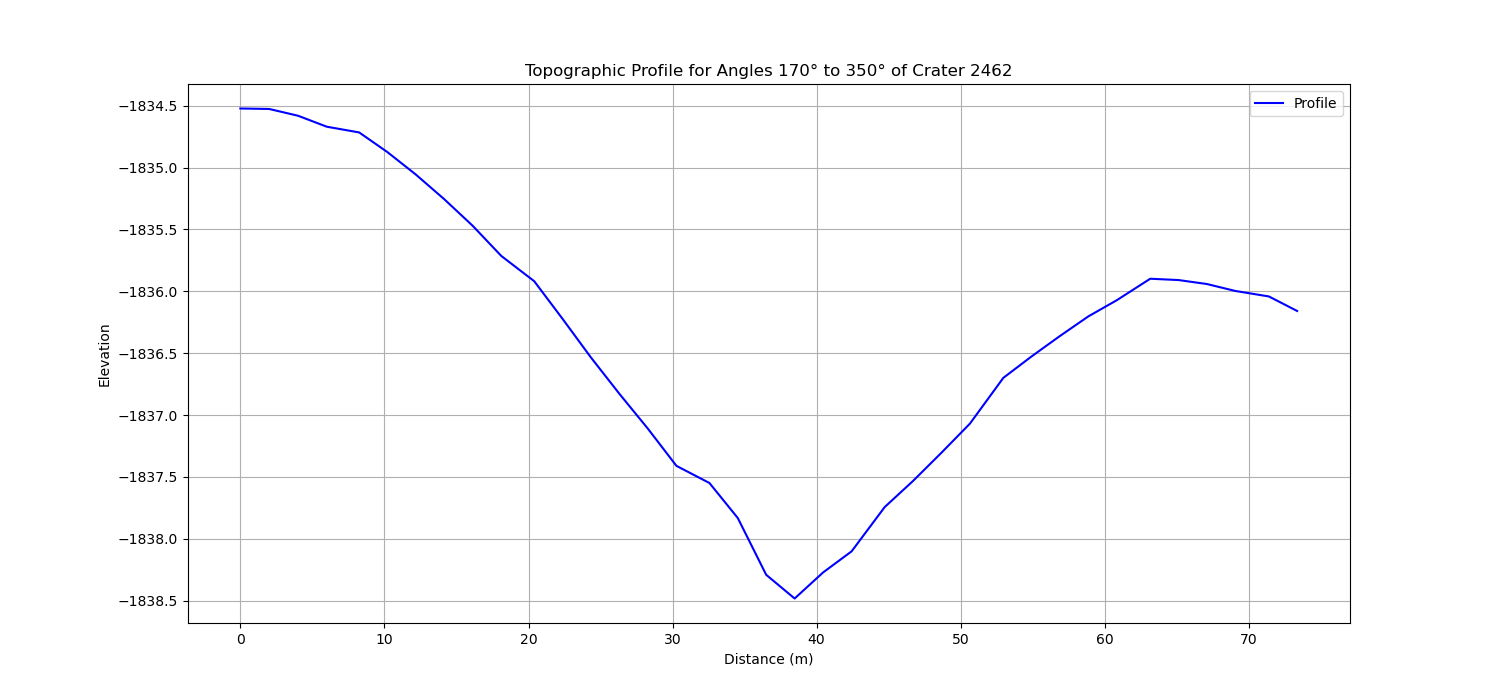 Topographic Profile for Angles 170° to 350° of Crater 2462
Profile
−1834.5
−1835.0
−1835.5
−1836.0
−1836.5
−1837.0
−1837.5
−1838.0
−1838.5
Elevation
0 10 20 30 40 50 60 70
Distance (m)